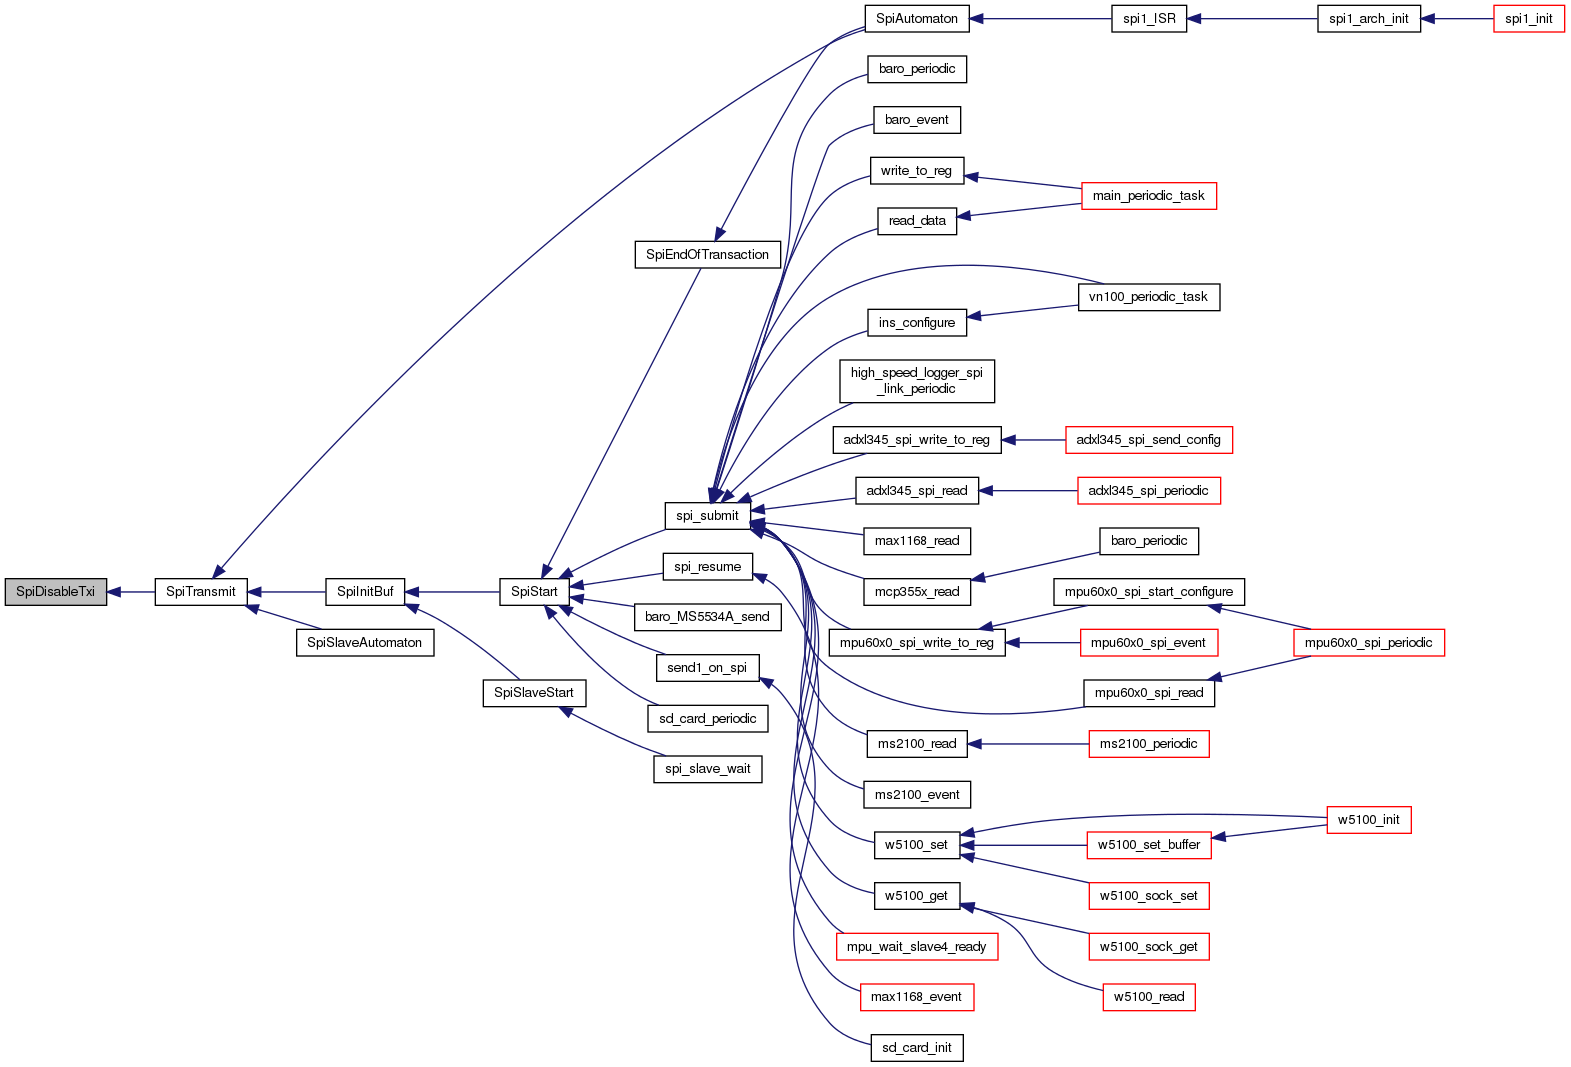 SpiAutomaton
spi1_ISR
spi1_arch_init
spi1_init
baro_periodic
baro_event
write_to_reg
main_periodic_task
read_data
SpiEndOfTransaction
vn100_periodic_task
ins_configure
high_speed_logger_spi
_link_periodic
adxl345_spi_write_to_reg
adxl345_spi_send_config
adxl345_spi_read
adxl345_spi_periodic
spi_submit
max1168_read
baro_periodic
spi_resume
SpiDisableTxi
SpiTransmit
SpiInitBuf
SpiStart
mcp355x_read
mpu60x0_spi_start_configure
baro_MS5534A_send
SpiSlaveAutomaton
mpu60x0_spi_write_to_reg
mpu60x0_spi_event
mpu60x0_spi_periodic
send1_on_spi
SpiSlaveStart
mpu60x0_spi_read
sd_card_periodic
ms2100_read
ms2100_periodic
spi_slave_wait
ms2100_event
w5100_init
w5100_set
w5100_set_buffer
w5100_get
w5100_sock_set
mpu_wait_slave4_ready
w5100_sock_get
max1168_event
w5100_read
sd_card_init